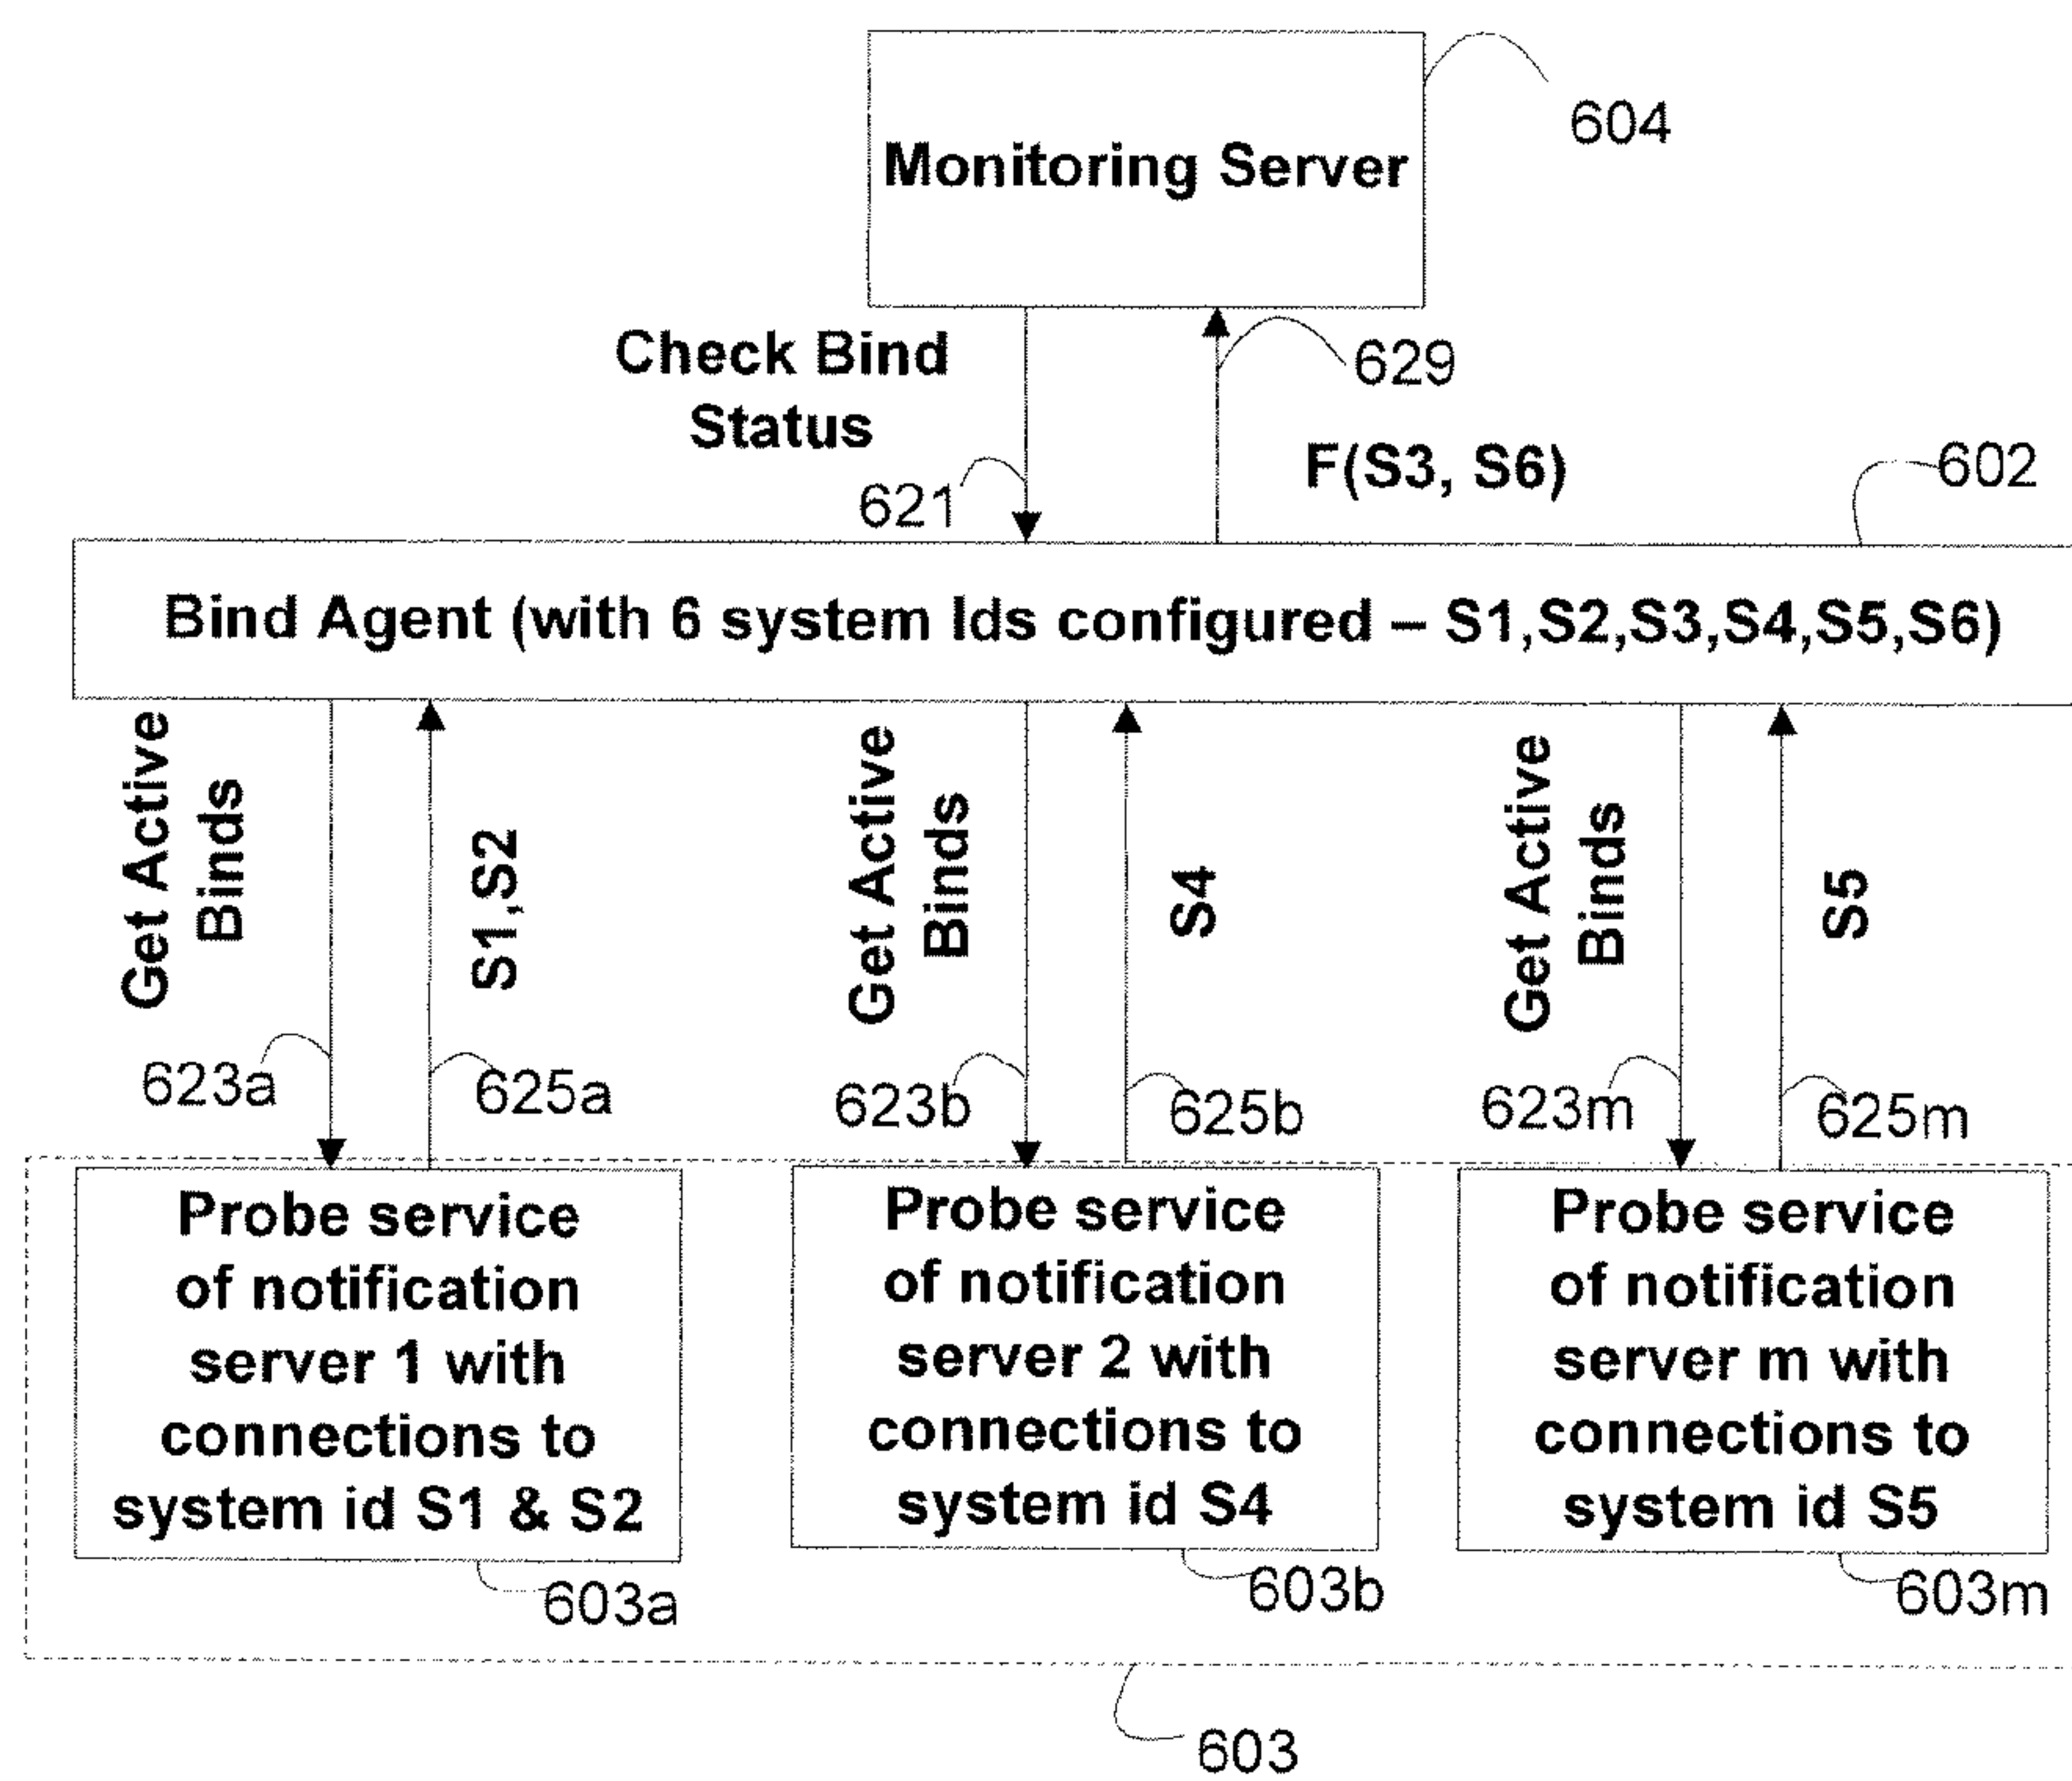 604
Monitoring Server
Check Bind
Status
629
621
F(S3, S6)
602
Bind Agent (with 6 system Ids configured – S1,S2,S3,S4,S5,S6)
Get Active
Binds
S1,S2
Get Active
Binds
S4
Get Active
Binds
S5
623a
625a
623b
625b
623m
625m
Probe service
of notification
server 1 with
connections to
system id S1 & S2
Probe service
of notification
server 2 with
connections to
system id S4
Probe service
of notification
server m with
connections to
system id S5
603a
603b
603m
603